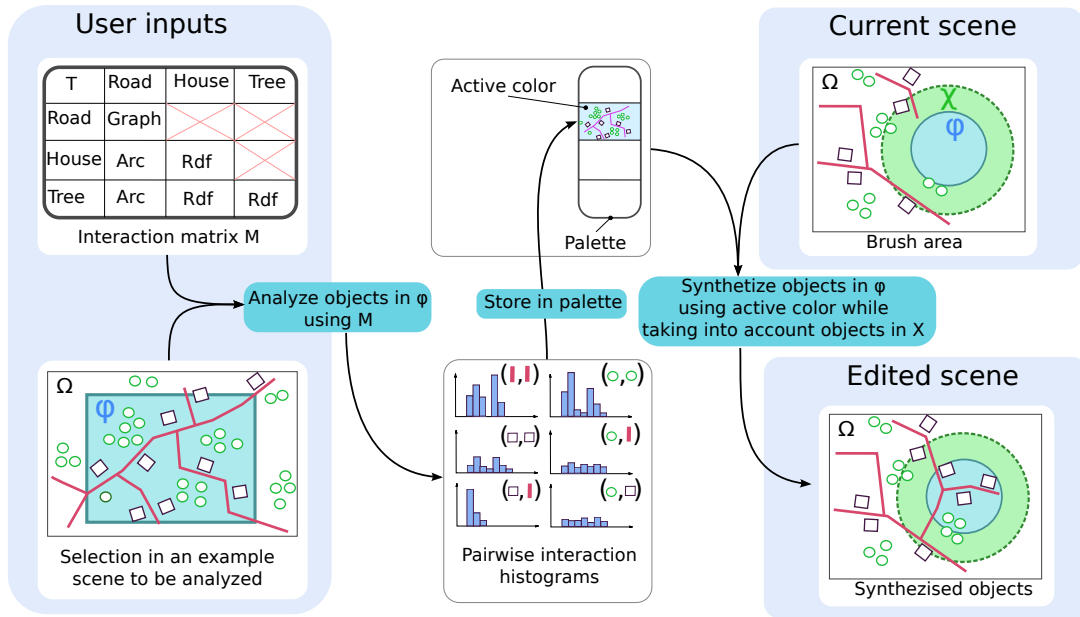 User inputs
T Road House Tree
Road Graph
House Arc Rdf
Tree Arc Rdf Rdf
Interaction matrix M
Analyze objects in φ
using M
Ω
φ
Selection in an example
scene to be analyzed
Active color
Palette
Store in palette
( , ) ( , )
( , ) ( , )
( , ) ( , )
Pairwise interaction
histograms
Current scene
Ω
χ
φ
Brush area
Synthetize objects in φ
using active color while
taking into account objects in X
Edited scene
Ω
Synthezised objects